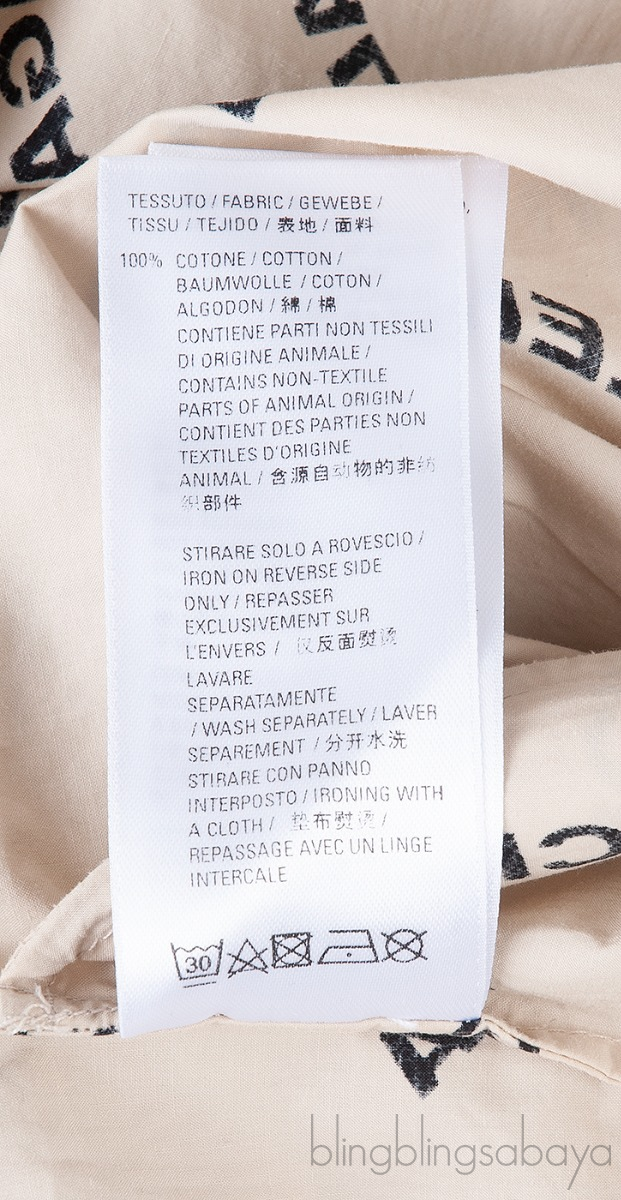 TESSUTO / FABRIC / GEWEBE /
TISSU / TEJIDO / 表地 / 面料
100% COTONE / COTTON /
BAUMWOLLE / COTON /
ALGODON / 綿 / 棉
CONTIENE PARTI NON TESSILI
DI ORIGINE ANIMALE /
CONTAINS NON-TEXTILE
PARTS OF ANIMAL ORIGIN /
CONTIENT DES PARTIES NON
TEXTILES D'ORIGINE
ANIMAL / 含源自动物的非纺
织部件
STIRARE SOLO A ROVESCIO /
IRON ON REVERSE SIDE
ONLY / REPASSER
EXCLUSIVEMENT SUR
L'ENVERS / 仅反面熨烫
LAVARE
SEPARATAMENTE
/ WASH SEPARATELY / LAVER
SEPAREMENT / 分开水洗
STIRARE CON PANNO
INTERPOSTO / IRONING WITH
A CLOTH / 垫布熨烫 /
REPASSAGE AVEC UN LINGE
INTERCALE
30
blingblingsabaya